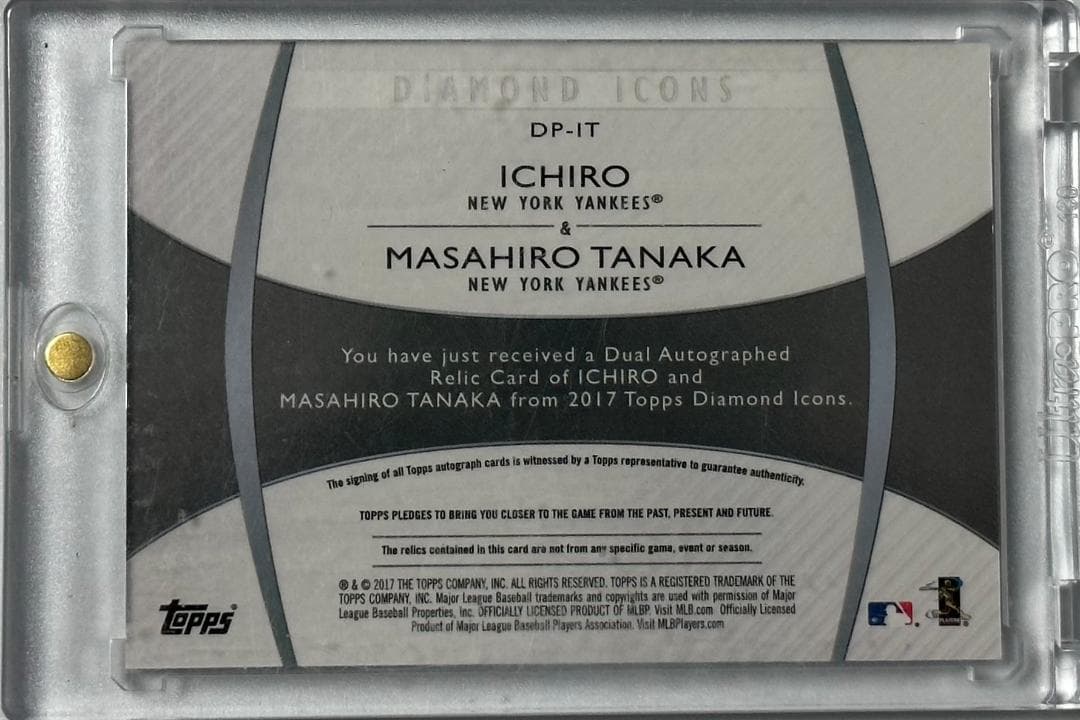 DIAMOND ICONS
DP-IT
ICHIRO
NEW YORK YANKEES®
&
MASAHIRO TANAKA
NEW YORK YANKEES®
You have just received a Dual Autographed
Relic Card of ICHIRO and
MASAHIRO TANAKA from 2017 Topps Diamond Icons.
The signing of all Topps autograph cards is witnessed by a Topps representative to guarantee authenticity.
TOPPS PLEDGES TO BRING YOU CLOSER TO THE GAME FROM THE PAST, PRESENT AND FUTURE.
The relics contained in this card are not from any specific game, event or season.
® & © 2017 THE TOPPS COMPANY, INC. ALL RIGHTS RESERVED. TOPPS IS A REGISTERED TRADEMARK OF THE
TOPPS COMPANY, INC. Major League Baseball trademarks and copyrights are used with permission of Major
League Baseball Properties, Inc. OFFICIALLY LICENSED PRODUCT OF MLBP. Visit MLB.com Officially Licensed
Product of Major League Baseball Players Association. Visit MLBPlayers.com
topps®
PLAYERS
Ultra PRO®